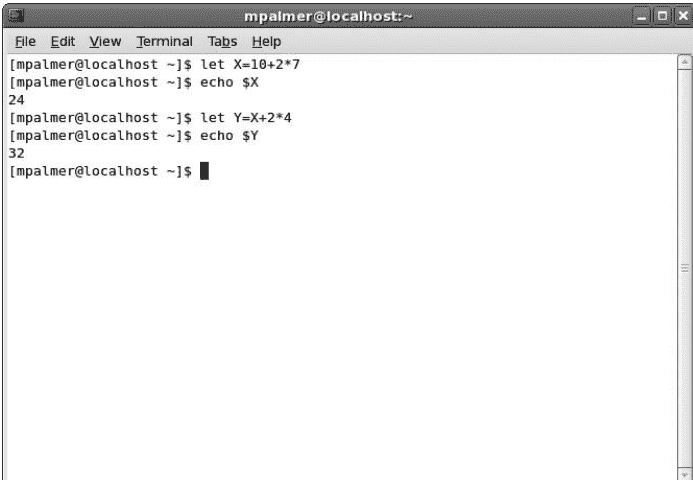 mpalmer@localhost:~
File Edit View Terminal Tabs Help
[mpalmer@localhost ~]$ let X=10+2*7
[mpalmer@localhost ~]$ echo $X
24
[mpalmer@localhost ~]$ let Y=X+2*4
[mpalmer@localhost ~]$ echo $Y
32
[mpalmer@localhost ~]$